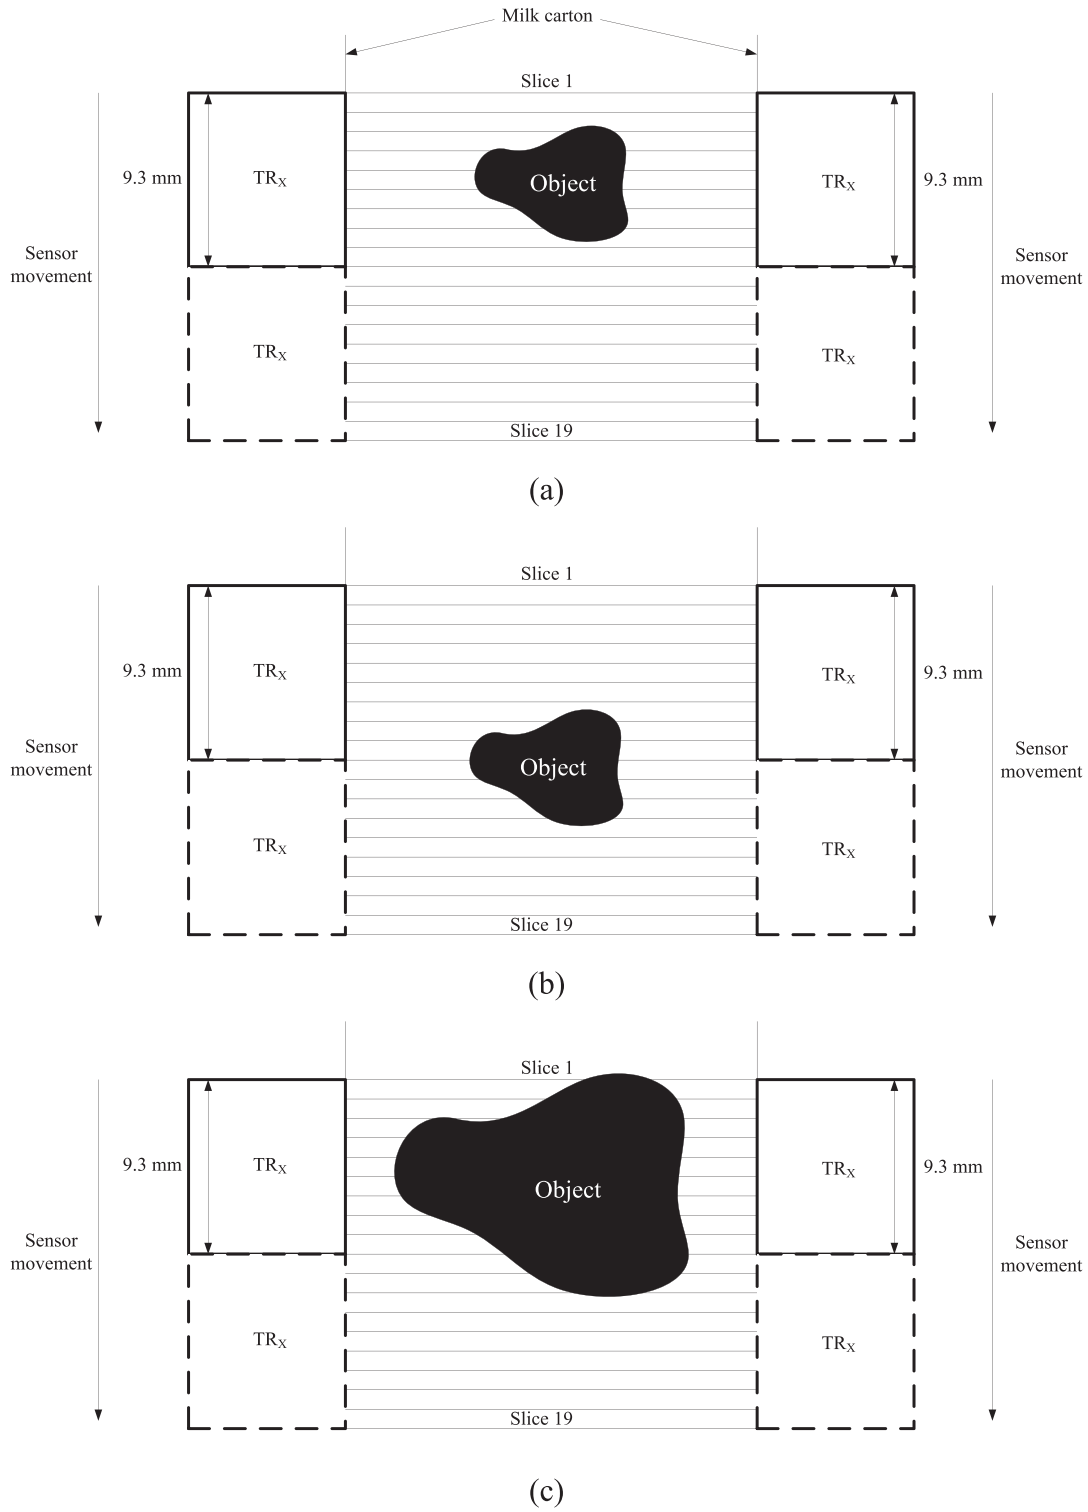 Milk carton
Slice 1
9.3 mm
TRX
Object
TRX
9.3 mm
Sensor
movement
Sensor
movement
TRX
TRX
Slice 19
(a)
Slice 1
9.3 mm
TRX
TRX
9.3 mm
Sensor
movement
Object
Sensor
movement
TRX
TRX
Slice 19
(b)
Slice 1
9.3 mm
TRX
Object
TRX
9.3 mm
Sensor
movement
Sensor
movement
TRX
TRX
Slice 19
(c)